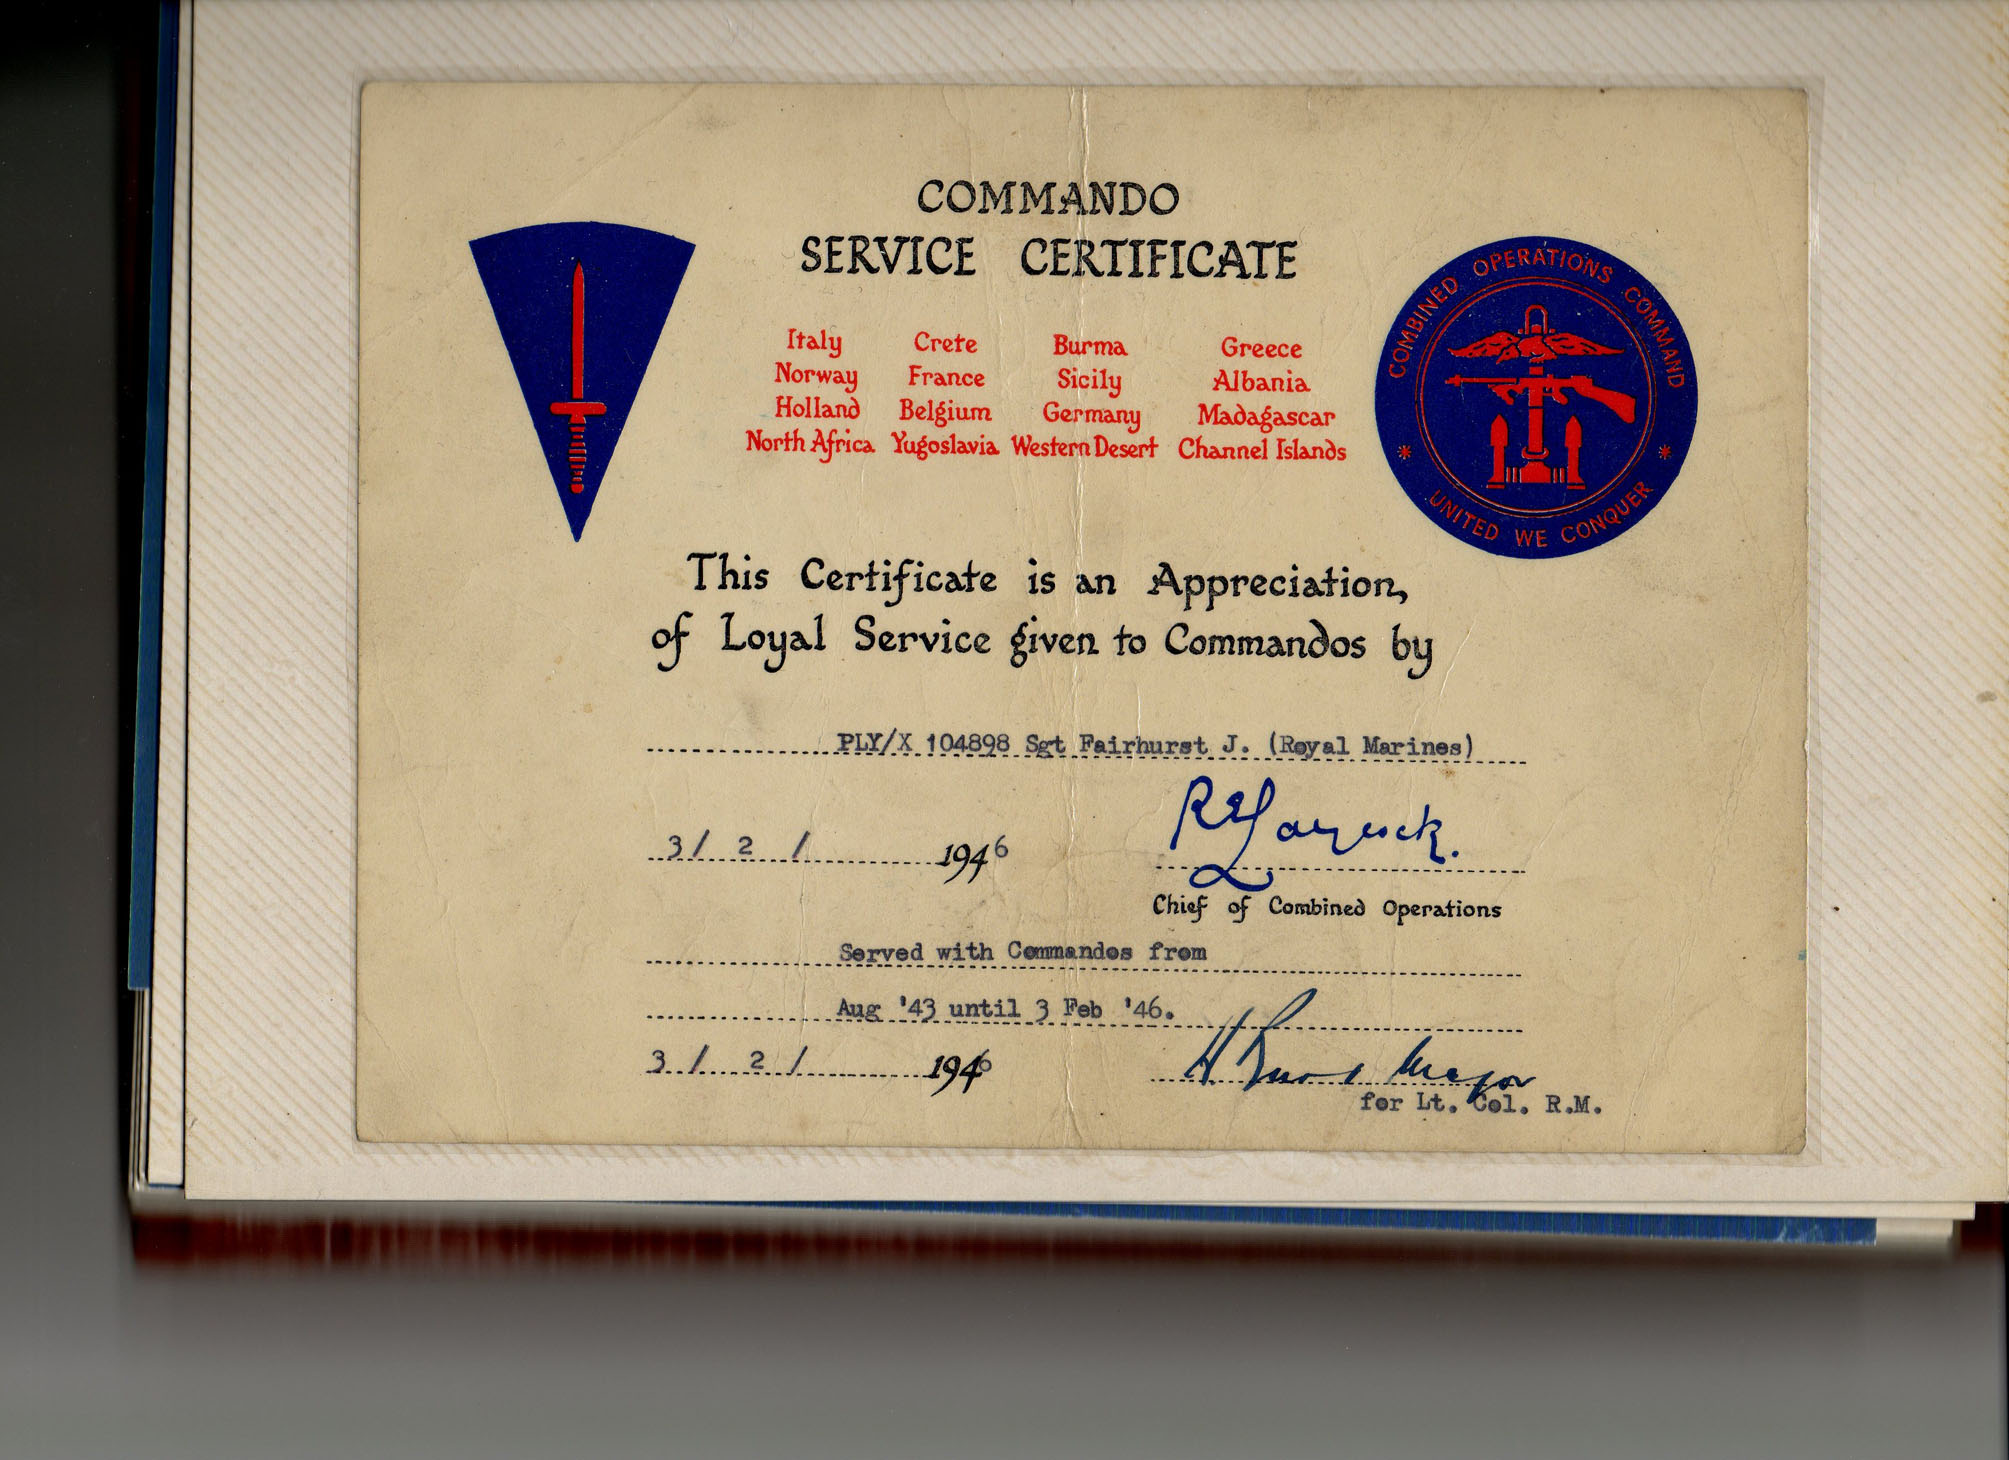 COMMANDO
SERVICE CERTIFICATE
Italy Crete Burma Greece
Norway France Sicily Albania
Holland Belgium Germany Madagascar
North Africa Yugoslavia Western Desert Channel Islands
COMBINED OPERATIONS COMMAND
* UNITED WE CONQUER *
This Certificate is an Appreciation,
of Loyal Service given to Commandos by
PLY/X 104898 Sgt Fairhurst J. (Royal Marines)
R E Laycock.
3/ 2 / 1946
Chief of Combined Operations
Served with Commandos from
Aug '43 until 3 Feb '46.
3/ 2/ 1946
H Major
for Lt. Col. R.M.